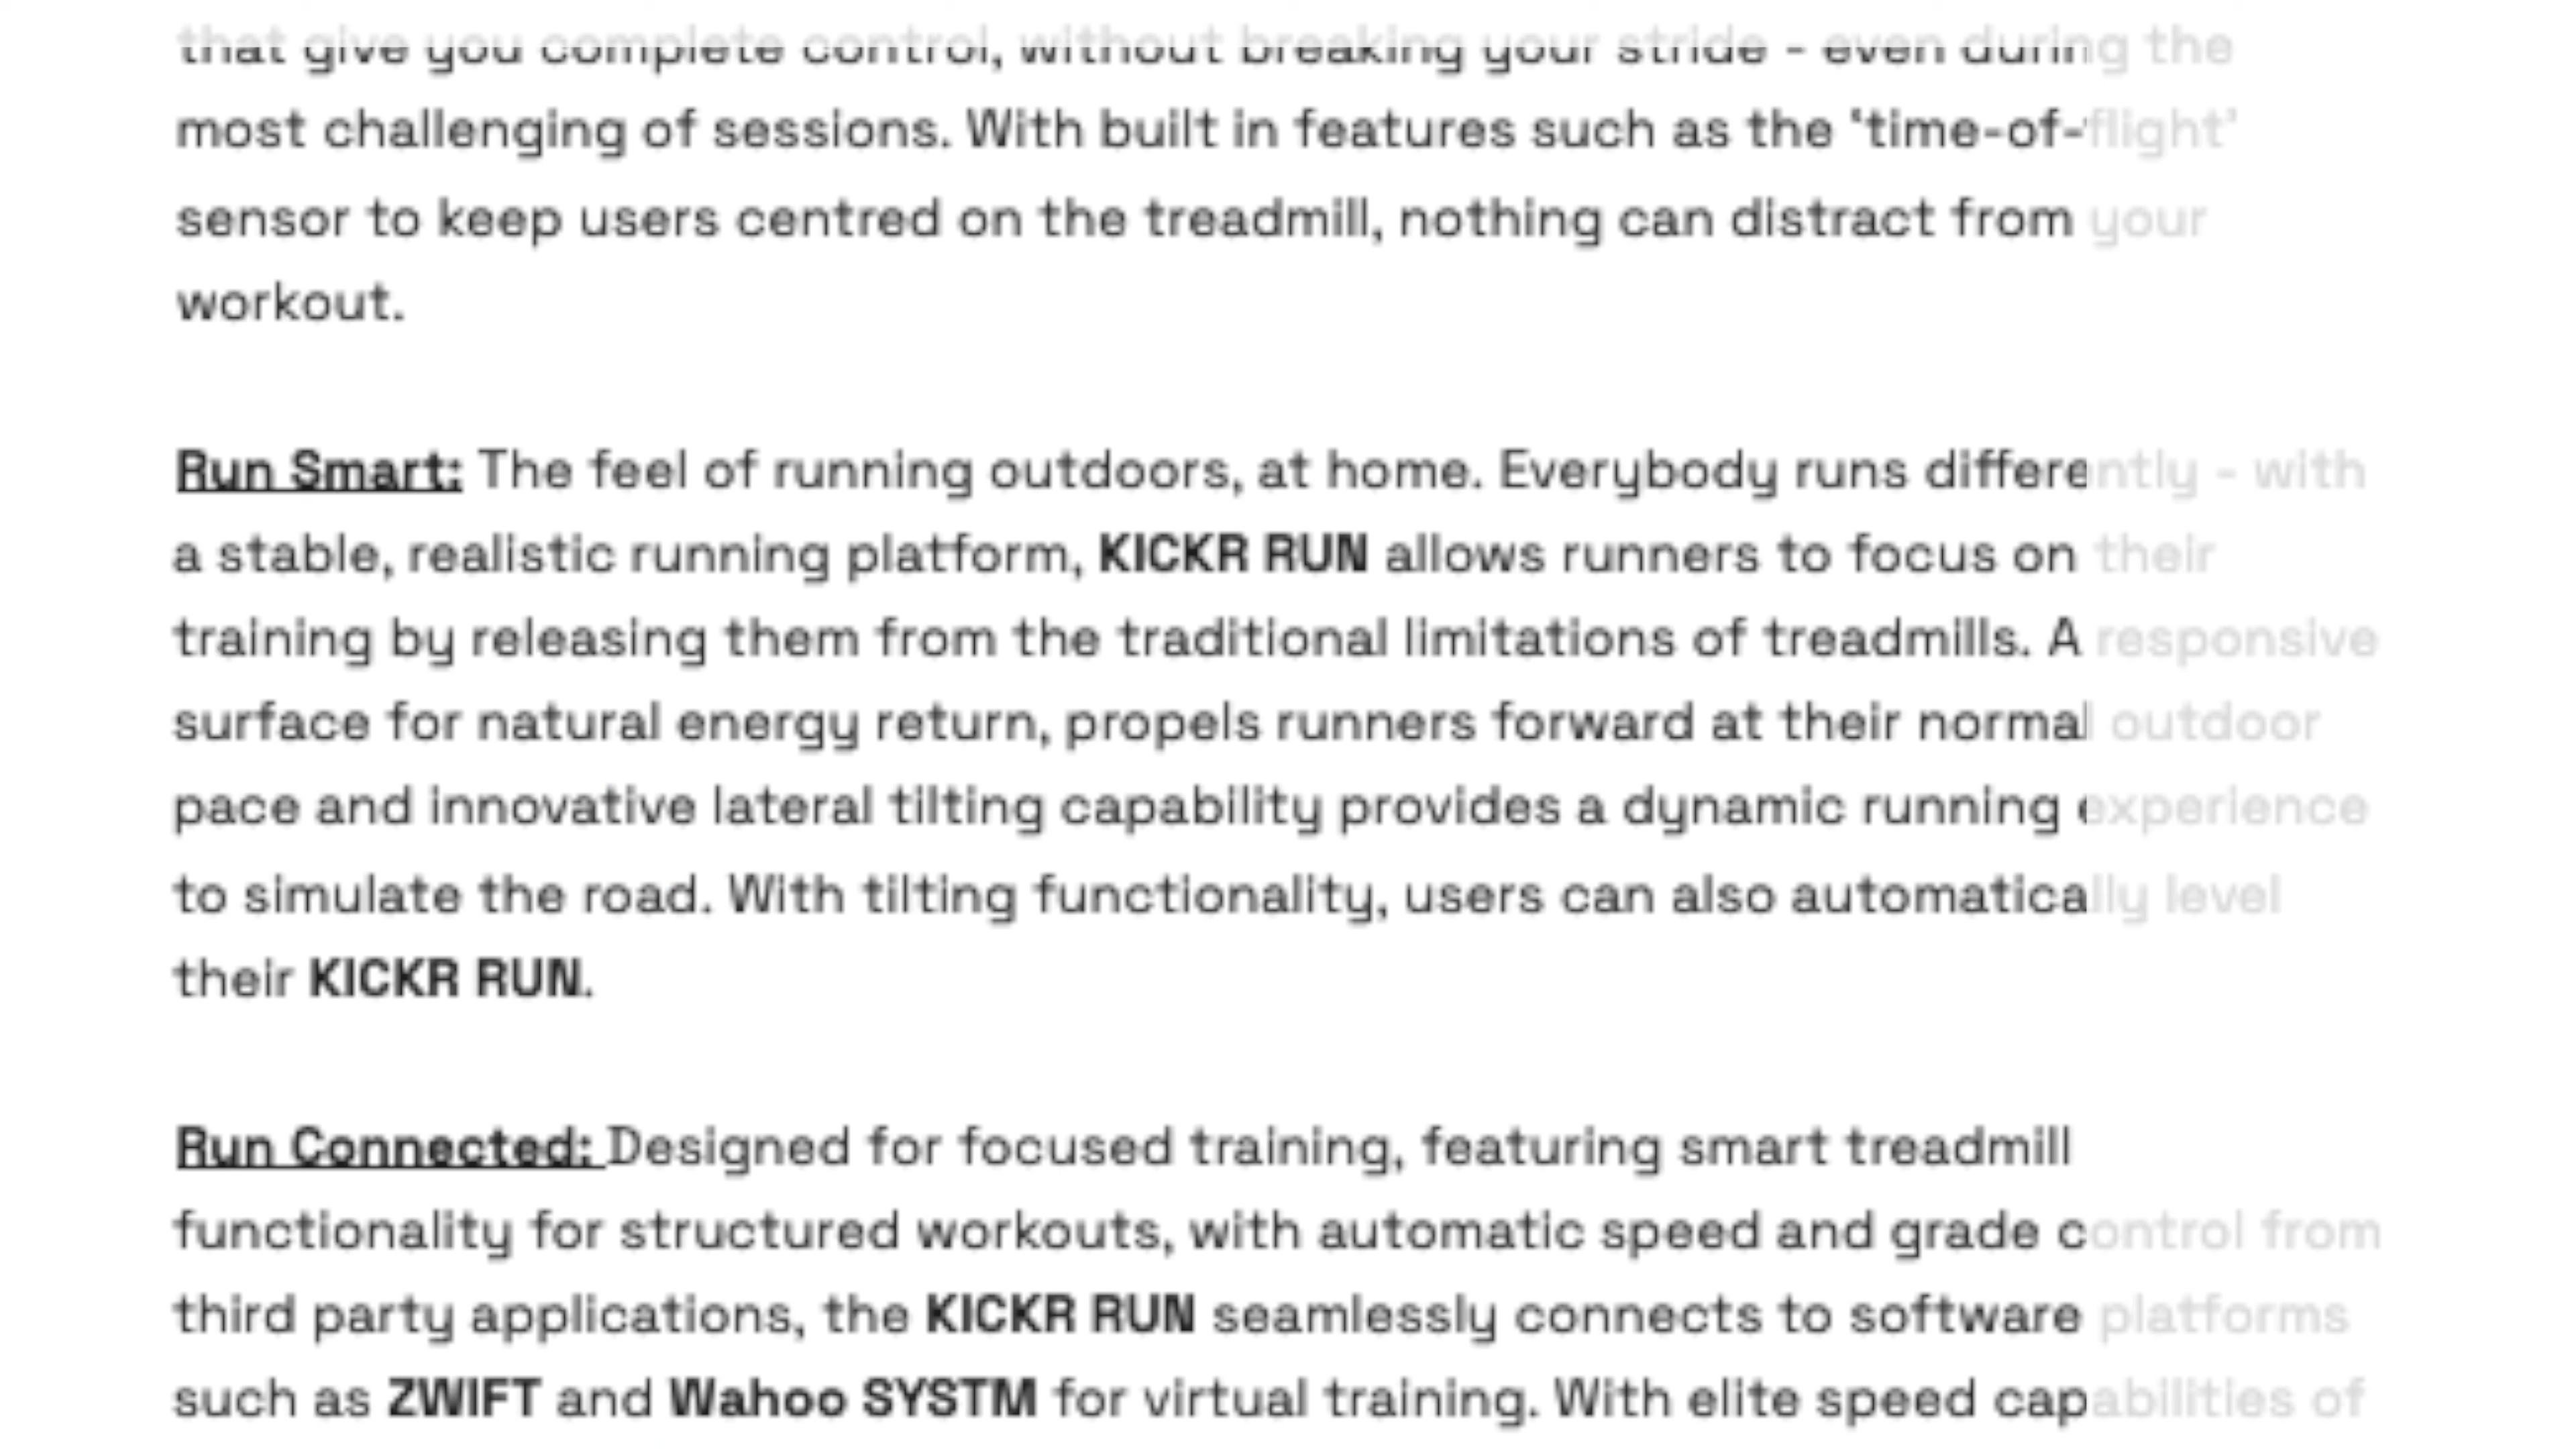 that give you complete control, without breaking your stride - even during the
most challenging of sessions. With built in features such as the ‘time-of-flight’
sensor to keep users centred on the treadmill, nothing can distract from your
workout.
Run Smart: The feel of running outdoors, at home. Everybody runs differently - with
a stable, realistic running platform, KICKR RUN allows runners to focus on their
training by releasing them from the traditional limitations of treadmills. A responsive
surface for natural energy return, propels runners forward at their normal outdoor
pace and innovative lateral tilting capability provides a dynamic running experience
to simulate the road. With tilting functionality, users can also automatically level
their KICKR RUN.
Run Connected: Designed for focused training, featuring smart treadmill
functionality for structured workouts, with automatic speed and grade control from
third party applications, the KICKR RUN seamlessly connects to software platforms
such as ZWIFT and Wahoo SYSTM for virtual training. With elite speed capabilities of